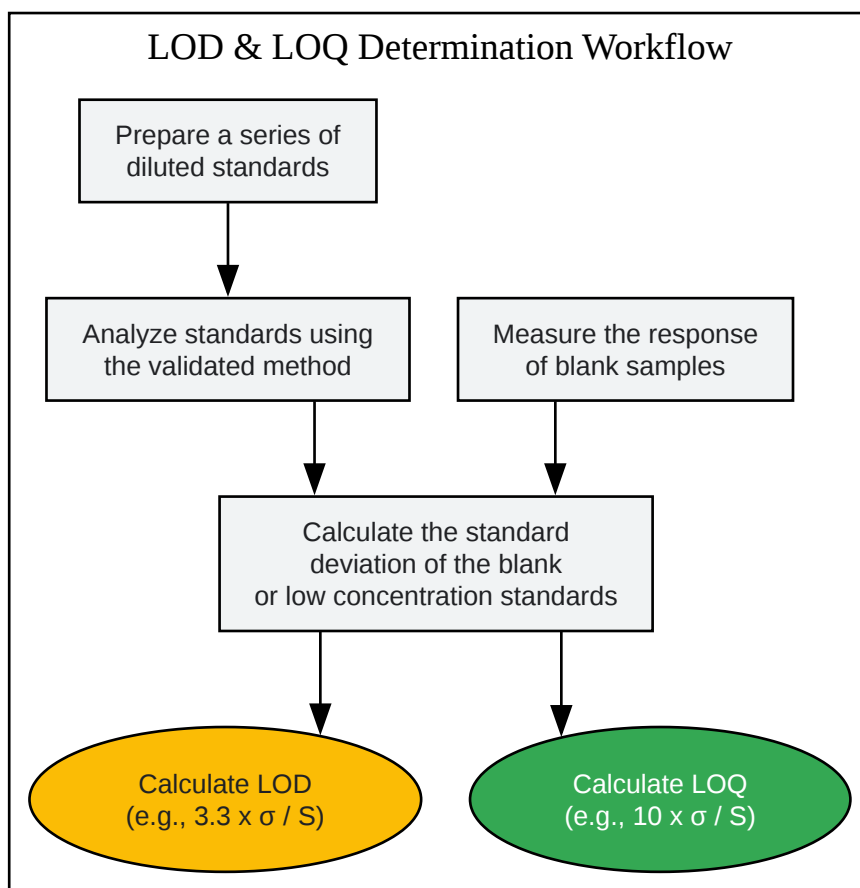 LOD & LOQ Determination Workflow
Prepare a series of
diluted standards
Analyze standards using
the validated method
Measure the response
of blank samples
Calculate the standard
deviation of the blank
or low concentration standards
Calculate LOD
(e.g., 3.3 x σ / S)
Calculate LOQ
(e.g., 10 x σ / S)